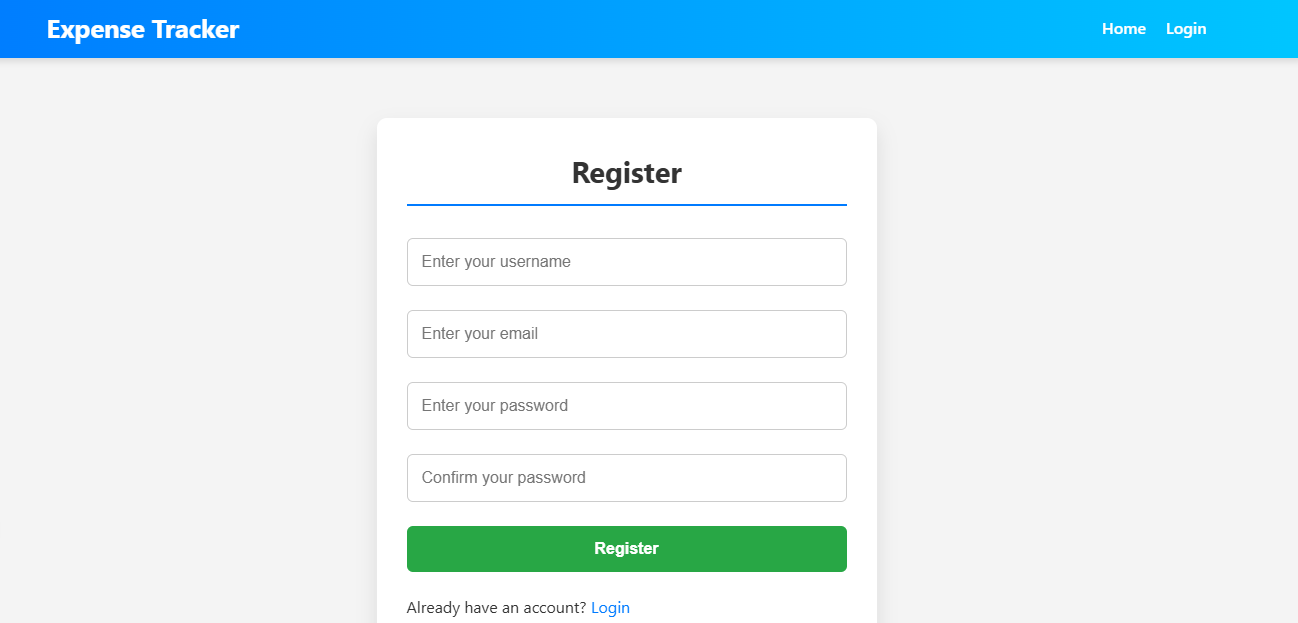 Expense Tracker Home Login
Register
Enter your username
Enter your email
Enter your password
Confirm your password
Register
Already have an account? Login